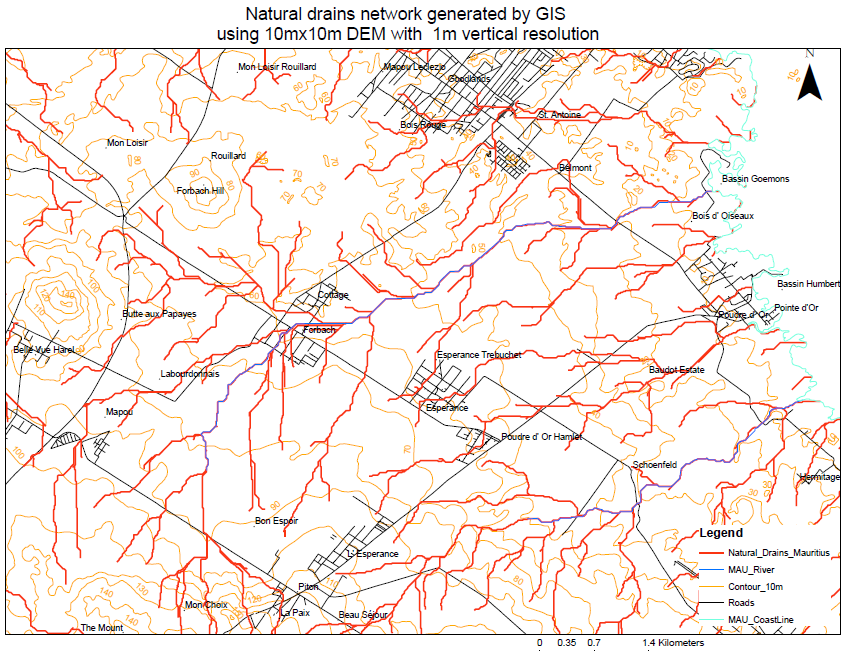 Natural drains network generated by GIS
using 10mx10m DEM with 1m vertical resolution
N
Mon Loisir Rouillard
Mapou Leclezio
Goodlands
Bois Rouge
St. Antoine
Mon Loisir
Rouillard
Belmont
Forbach Hill
Bassin Goemons
Bois d' Oiseaux
Bassin Humbert
Cottage
Pointe d'Or
Butte aux Papayes
Poudre d' Or
Forbach
Belle Vue Harel
Esperance Trebuchet
Labourdonnais
Baudot Estate
Mapou
Esperance
Poudre d' Or Hamlet
Schoenfeld
Hermitage
Bon Espoir
L' Esperance
Piton
Mon Choix
La Paix
Beau Séjour
The Mount
Legend
Natural_Drains_Mauritius
MAU_River
Contour_10m
Roads
MAU_CoastLine
0 0.35 0.7 1.4 Kilometers